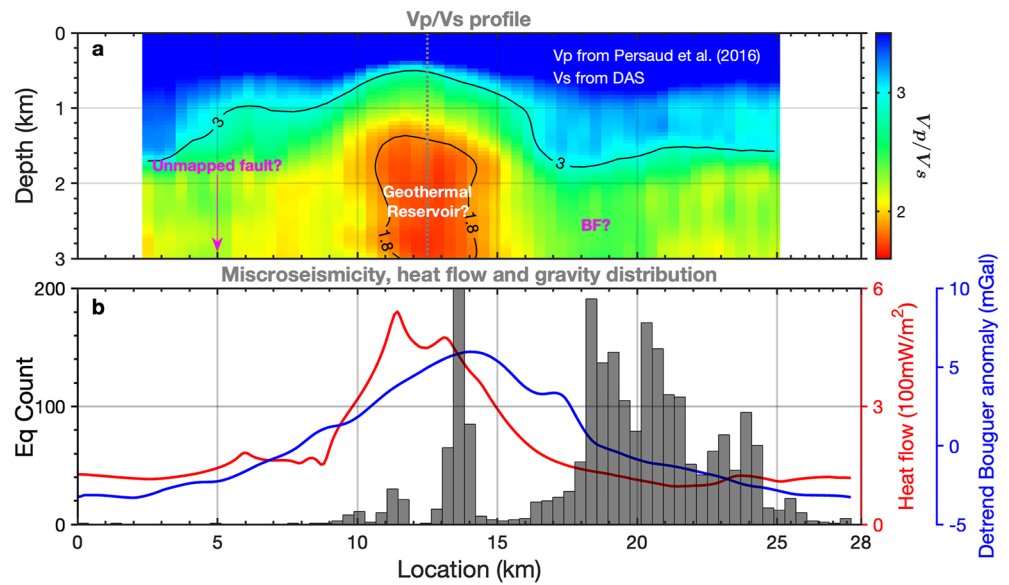 Vp/Vs profile
0
a
Vp from Persaud et al. (2016)
Vs from DAS
3
1
3
3
Unmapped fault?
Depth (km)
Vp/Vs
2
Geothermal
Reservoir?
1.8
1.8
BF?
2
3
Miscroseismicity, heat flow and gravity distribution
200
b
6
10
5
100
3
0
Eq Count
Heat flow (100mW/m2)
Detrend Bouguer anomaly (mGal)
0
0
-5
0 5 10 15 20 25 28
Location (km)